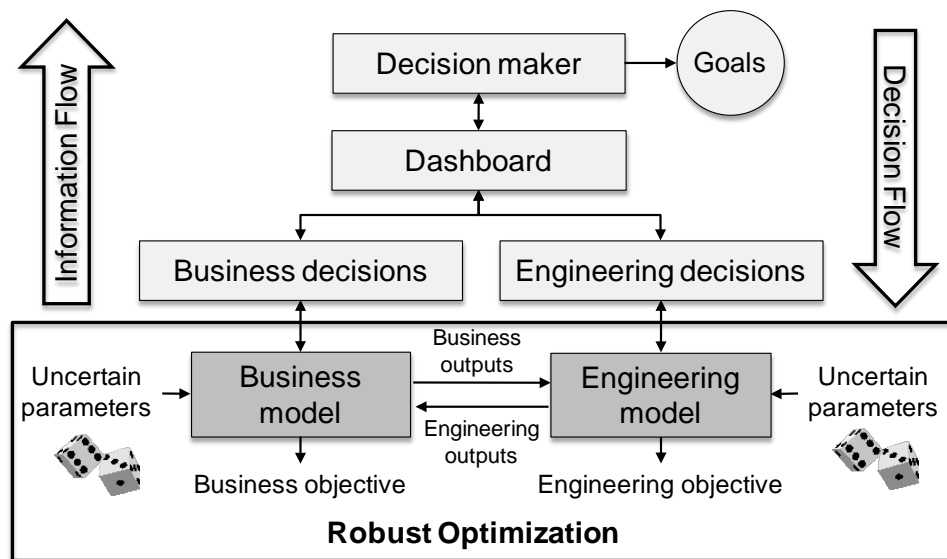 Decision maker
Goals
Information Flow
Decision Flow
Dashboard
Business decisions
Engineering decisions
Business
outputs
Uncertain
parameters
Business
model
Engineering
model
Uncertain
parameters
Engineering
outputs
Business objective
Engineering objective
Robust Optimization